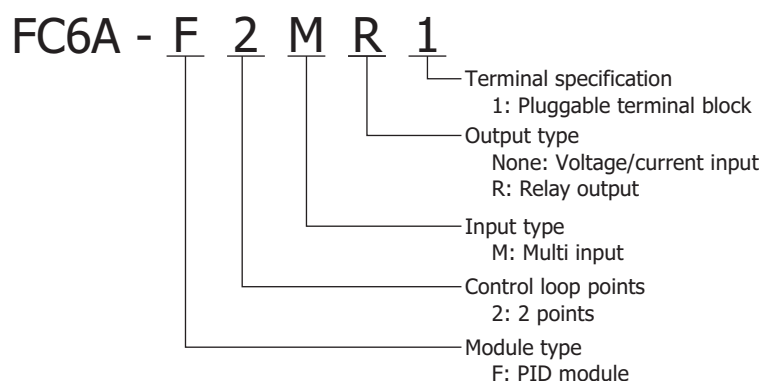 FC6A - F 2 M R 1
Terminal specification
1: Pluggable terminal block
Output type
None: Voltage/current input
R: Relay output
Input type
M: Multi input
Control loop points
2: 2 points
Module type
F: PID module